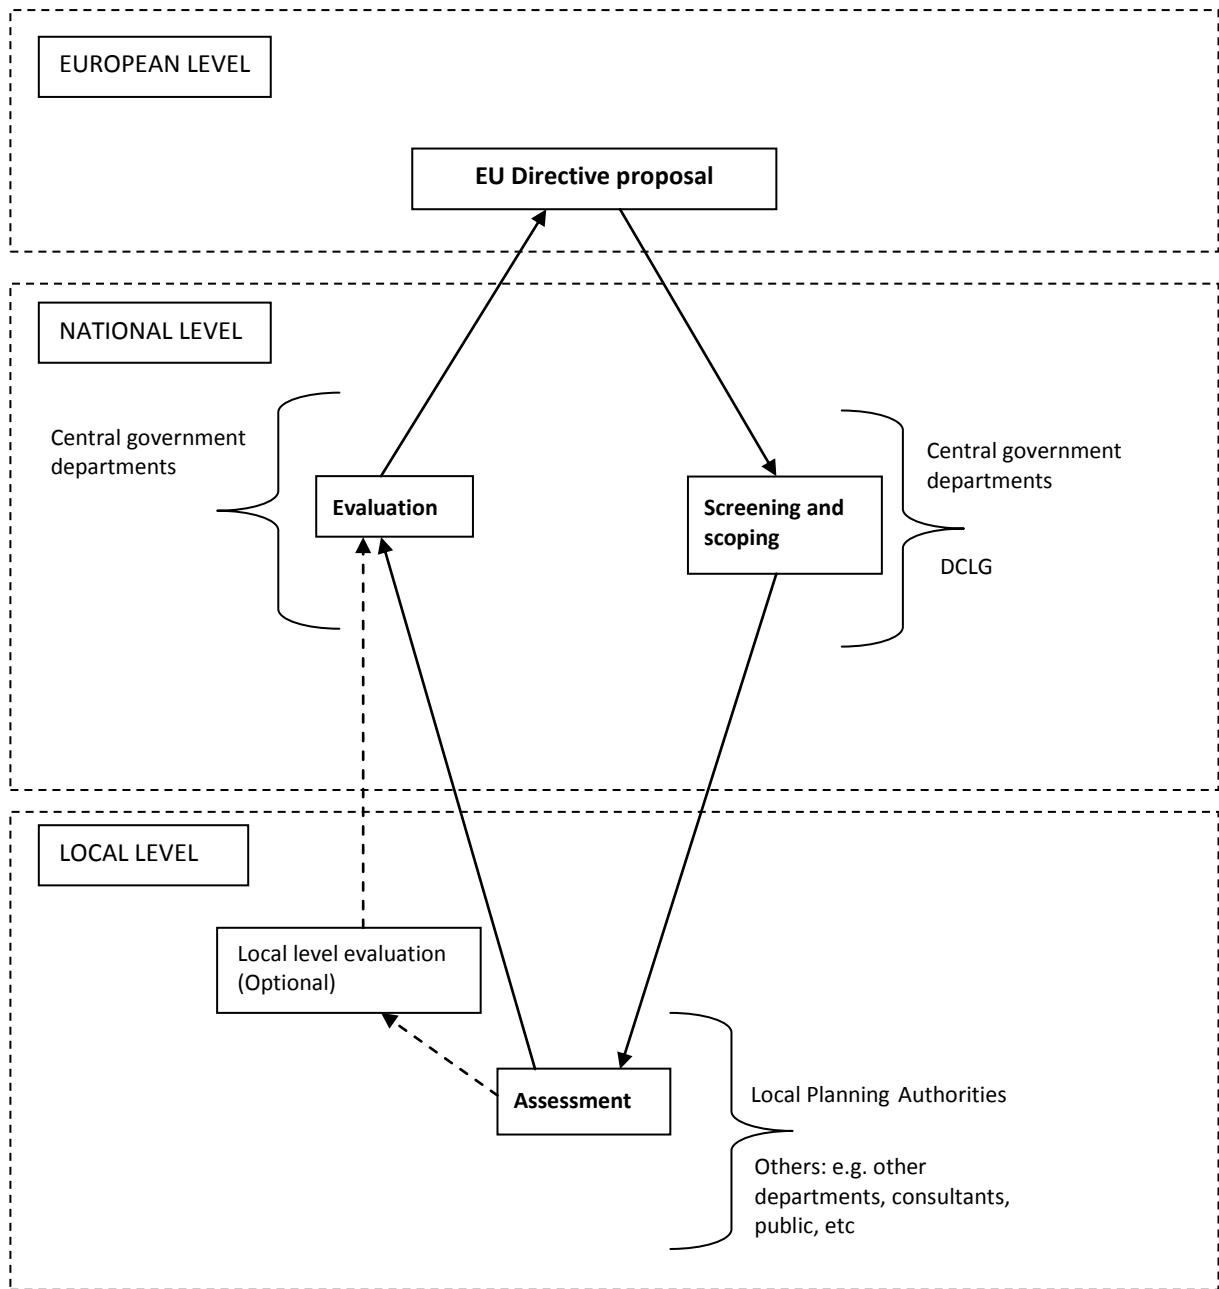 EUROPEAN LEVEL
EU Directive proposal
NATIONAL LEVEL
Central government
departments
Evaluation
Screening and
scoping
Central government
departments
DCLG
LOCAL LEVEL
Local level evaluation
(Optional)
Assessment
Local Planning Authorities
Others: e.g. other
departments, consultants,
public, etc